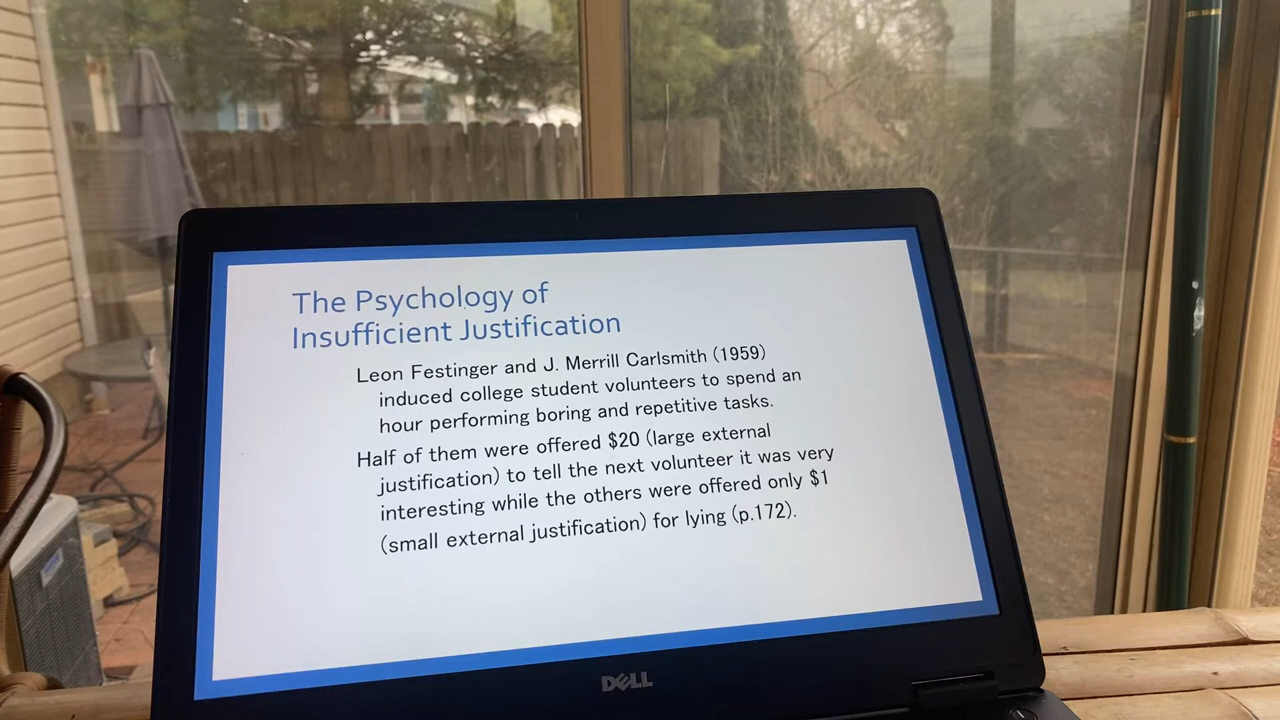 The Psychology of
Insufficient Justification
Leon Festinger and J. Merrill Carlsmith (1959)
induced college student volunteers to spend an
hour performing boring and repetitive tasks.
Half of them were offered $20 (large external
justification) to tell the next volunteer it was very
interesting while the others were offered only $1
(small external justification) for lying (p.172).
DELL